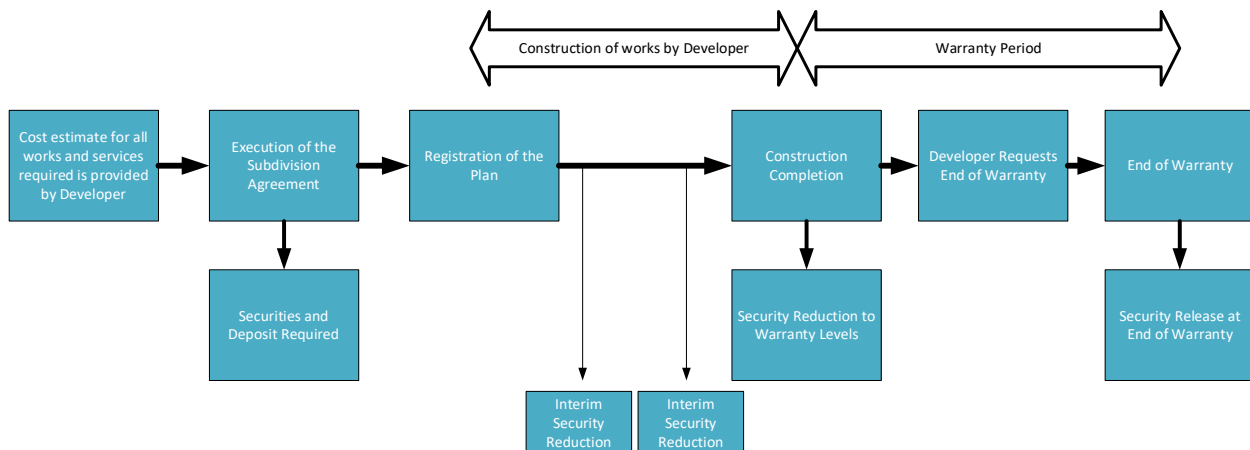 Construction of works by Developer
Warranty Period
Cost estimate for all
works and services
required is provided
by Developer
Execution of the
Subdivision
Agreement
Registration of the
Plan
Construction
Completion
Developer Requests
End of Warranty
End of Warranty
Securities and
Deposit Required
Security Reduction to
Warranty Levels
Security Release at
End of Warranty
Interim
Security
Reduction
Interim
Security
Reduction